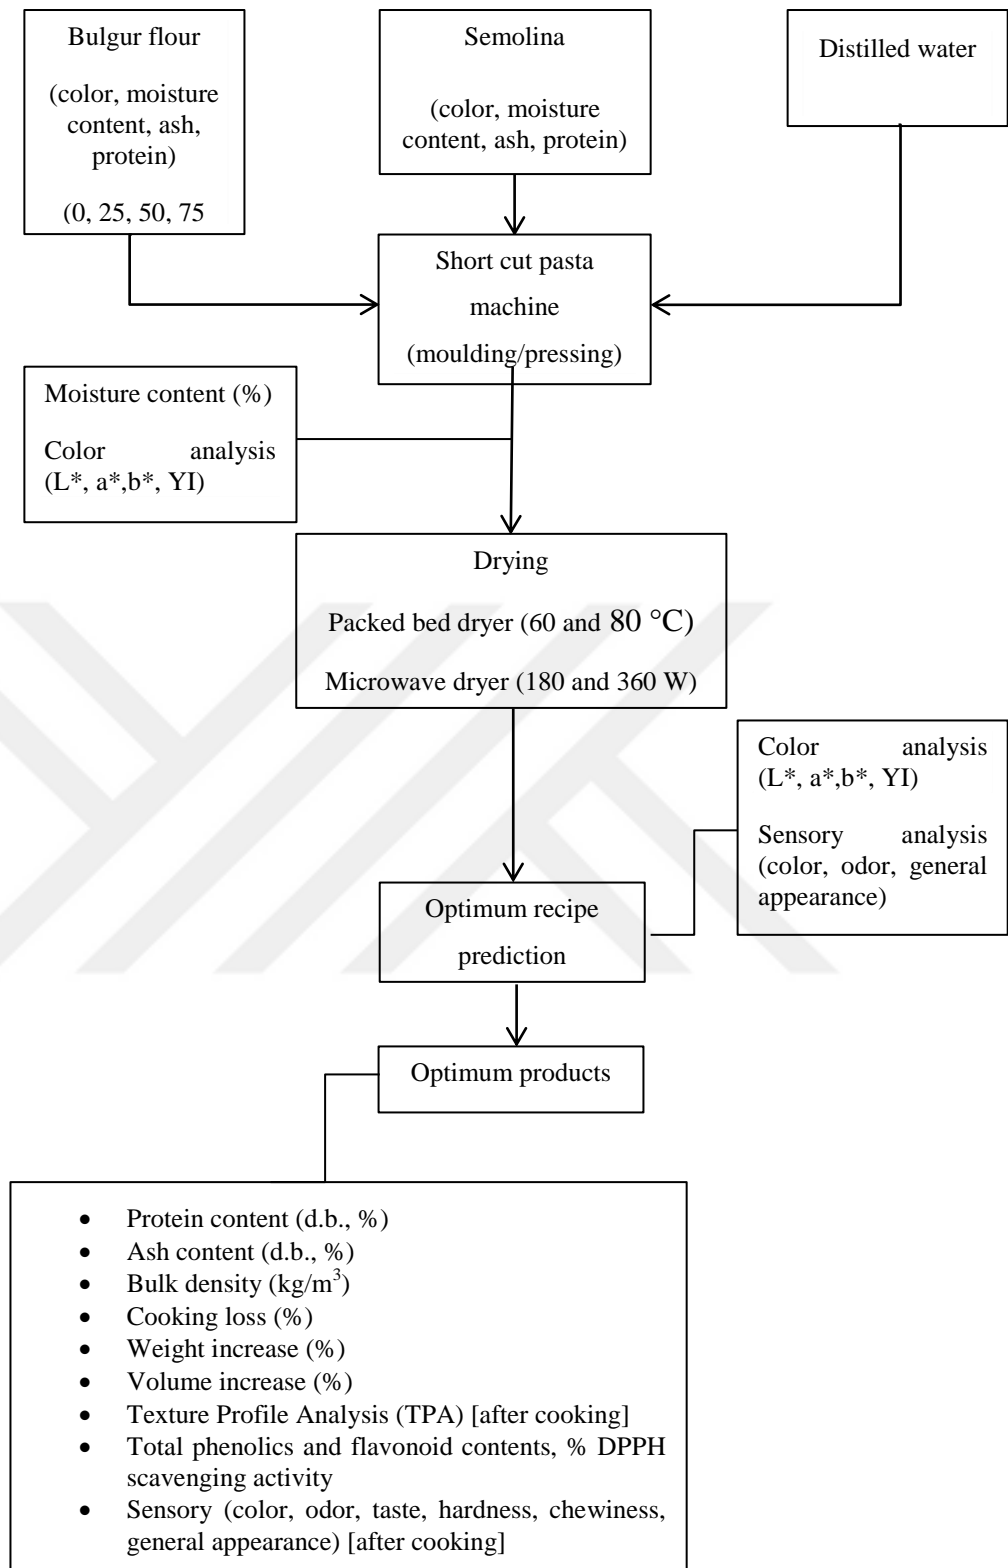 Bulgur flour
(color, moisture
content, ash,
protein)
(0, 25, 50, 75
Semolina
(color, moisture
content, ash, protein)
Distilled water
Short cut pasta
machine
(moulding/pressing)
Moisture content (%)
Color analysis
(L*, a*,b*, YI)
Drying
Packed bed dryer (60 and 80 °C)
Microwave dryer (180 and 360 W)
Color analysis
(L*, a*,b*, YI)
Sensory analysis
(color, odor, general
appearance)
Optimum recipe
prediction
Optimum products
• Protein content (d.b., %)
• Ash content (d.b., %)
• Bulk density (kg/m³)
• Cooking loss (%)
• Weight increase (%)
• Volume increase (%)
• Texture Profile Analysis (TPA) [after cooking]
• Total phenolics and flavonoid contents, % DPPH
scavenging activity
• Sensory (color, odor, taste, hardness, chewiness,
general appearance) [after cooking]